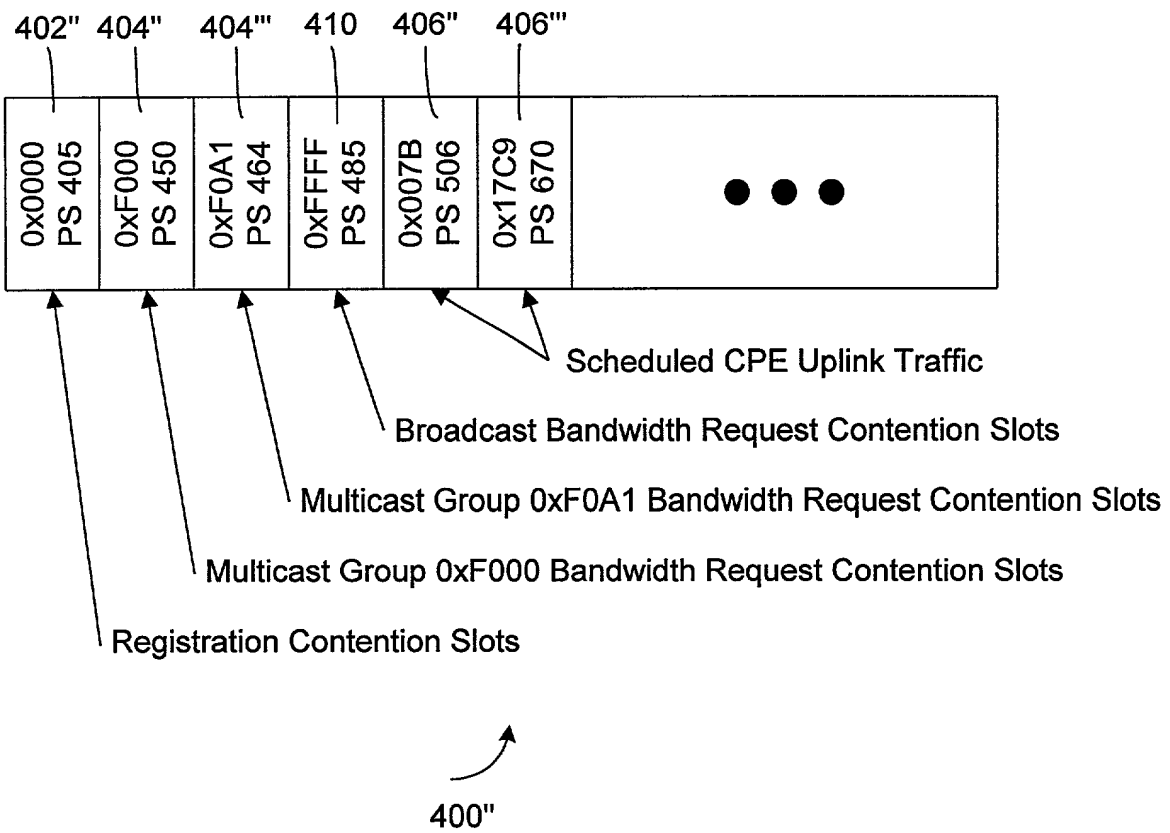 402" 404" 404''' 410 406" 406'''
0x0000
PS 405
0xF000
PS 450
0xF0A1
PS 464
0xFFFF
PS 485
0x007B
PS 506
0x17C9
PS 670
Scheduled CPE Uplink Traffic
Broadcast Bandwidth Request Contention Slots
Multicast Group 0xF0A1 Bandwidth Request Contention Slots
Multicast Group 0xF000 Bandwidth Request Contention Slots
Registration Contention Slots
400"